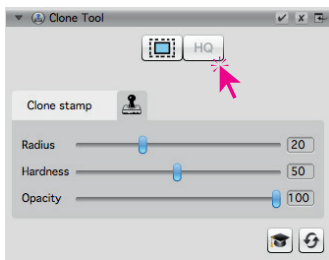 Clone Tool
HQ
Clone stamp
Radius 20
Hardness 50
Opacity 100